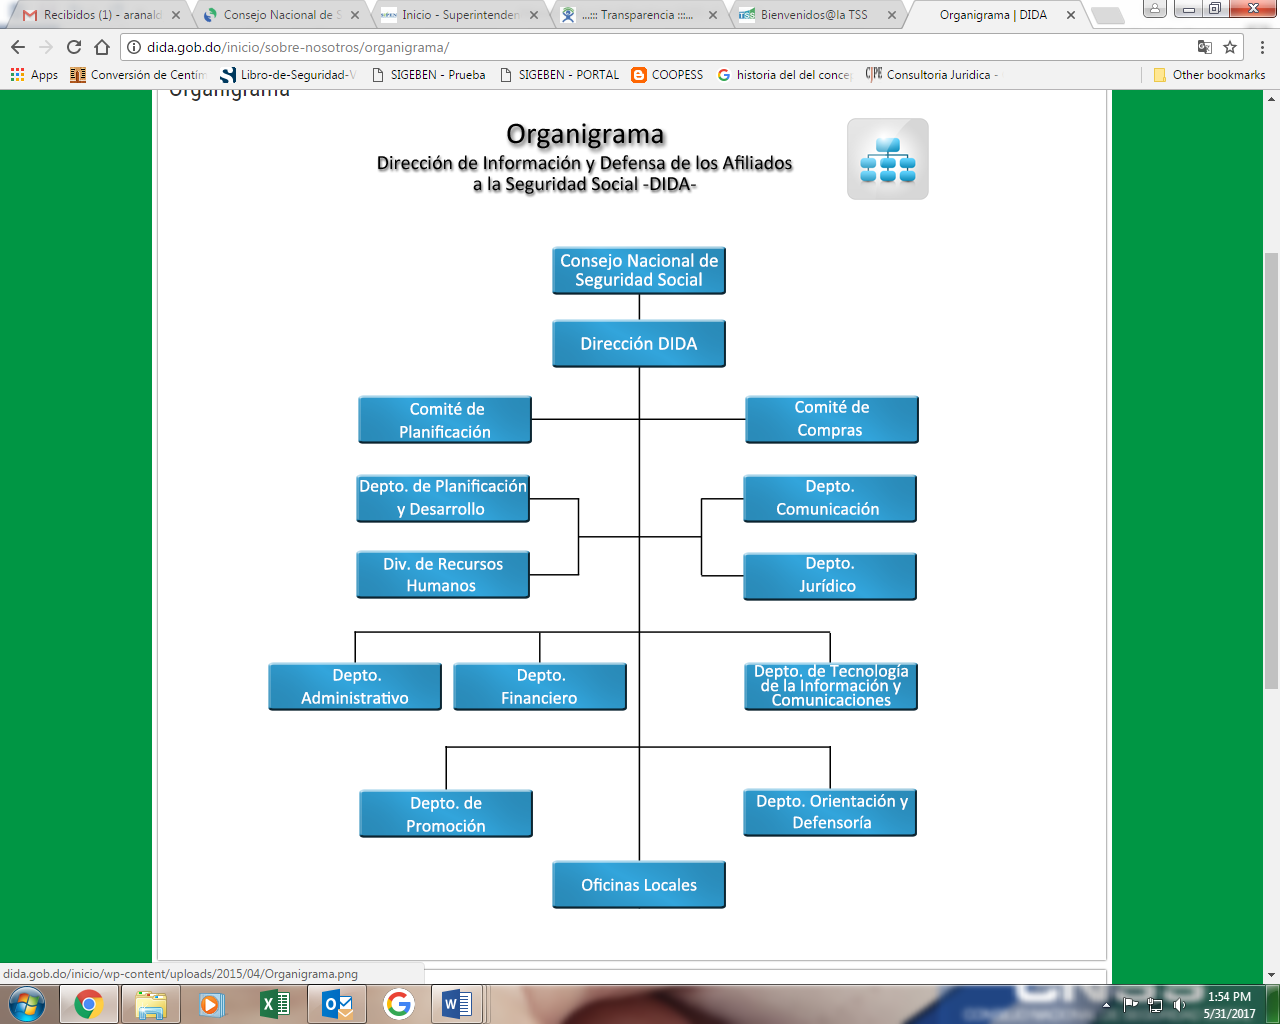 Recibidos (1) - aranald
Consejo Nacional de S
Inicio - Superintenden
...::: Transparencia :::...
Bienvenidos@la TSS
Organigrama | DIDA
dida.gob.do/inicio/sobre-nosotros/organigrama/
Apps
Conversión de Centím
Libro-de-Seguridad-V
SIGEBEN - Prueba
SIGEBEN - PORTAL
COOPESS
historia del del conce
Consultoria Juridica -
Other bookmarks
Organigrama
Organigrama
Dirección de Información y Defensa de los Afiliados
a la Seguridad Social -DIDA-
Consejo Nacional de
Seguridad Social
Dirección DIDA
Comité de
Planificación
Comité de
Compras
Depto. de Planificación
y Desarrollo
Depto.
Comunicación
Div. de Recursos
Humanos
Depto.
Jurídico
Depto.
Administrativo
Depto.
Financiero
Depto. de Tecnología
de la Información y
Comunicaciones
Depto. de
Promoción
Depto. Orientación y
Defensoría
Oficinas Locales
dida.gob.do/inicio/wp-content/uploads/2015/04/Organigrama.png
1:54 PM
5/31/2017